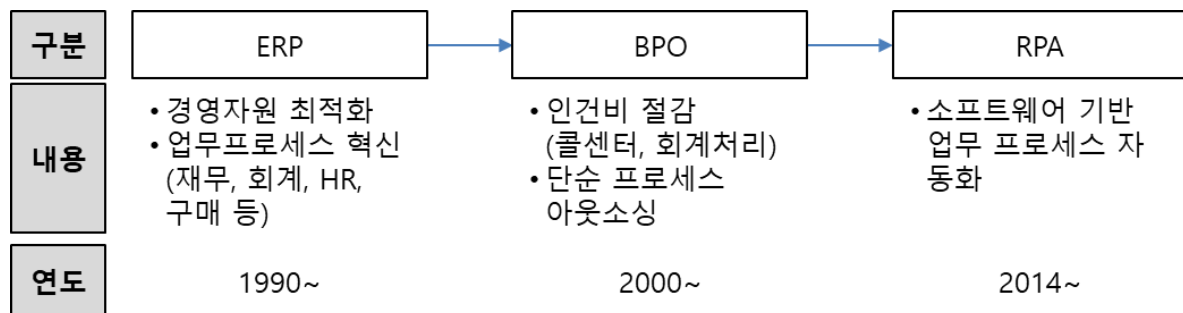 구분
ERP
BPO
RPA
내용
• 경영자원 최적화
• 업무프로세스 혁신
(재무, 회계, HR,
구매 등)
• 인건비 절감
(콜센터, 회계처리)
• 단순 프로세스
아웃소싱
• 소프트웨어 기반
업무 프로세스 자
동화
연도
1990~
2000~
2014~